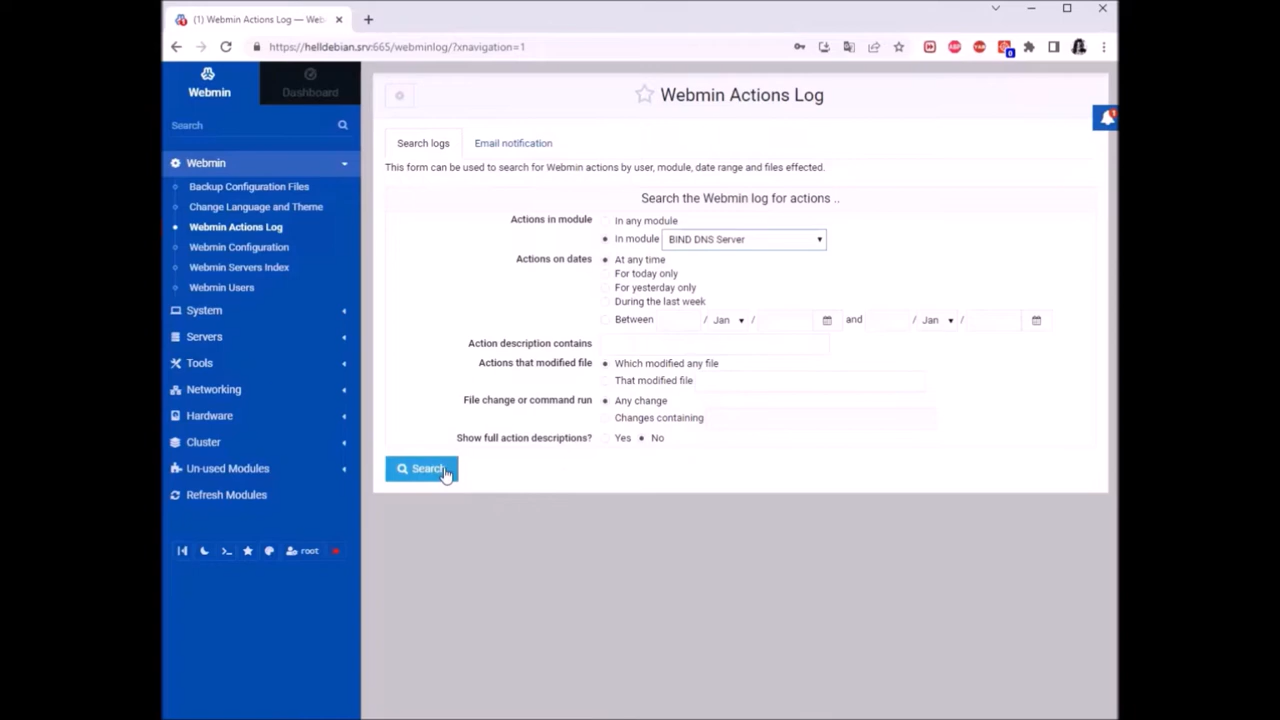 (1) Webmin Actions Log — Web
https://helldebian.srv:665/webminlog/?xnavigation=1
ABP
0
Webmin
Dashboard
Search
Webmin
Backup Configuration Files
Change Language and Theme
Webmin Actions Log
Webmin Configuration
Webmin Servers Index
Webmin Users
System
Servers
Tools
Networking
Hardware
Cluster
Un-used Modules
Refresh Modules
root
Webmin Actions Log
1
Search logs
Email notification
This form can be used to search for Webmin actions by user, module, date range and files effected.
Search the Webmin log for actions ..
Actions in module
In any module
In module
BIND DNS Server
Actions on dates
At any time
For today only
For yesterday only
During the last week
Between / Jan / and / Jan /
Action description contains
Actions that modified file
Which modified any file
That modified file
File change or command run
Any change
Changes containing
Show full action descriptions?
Yes No
Search